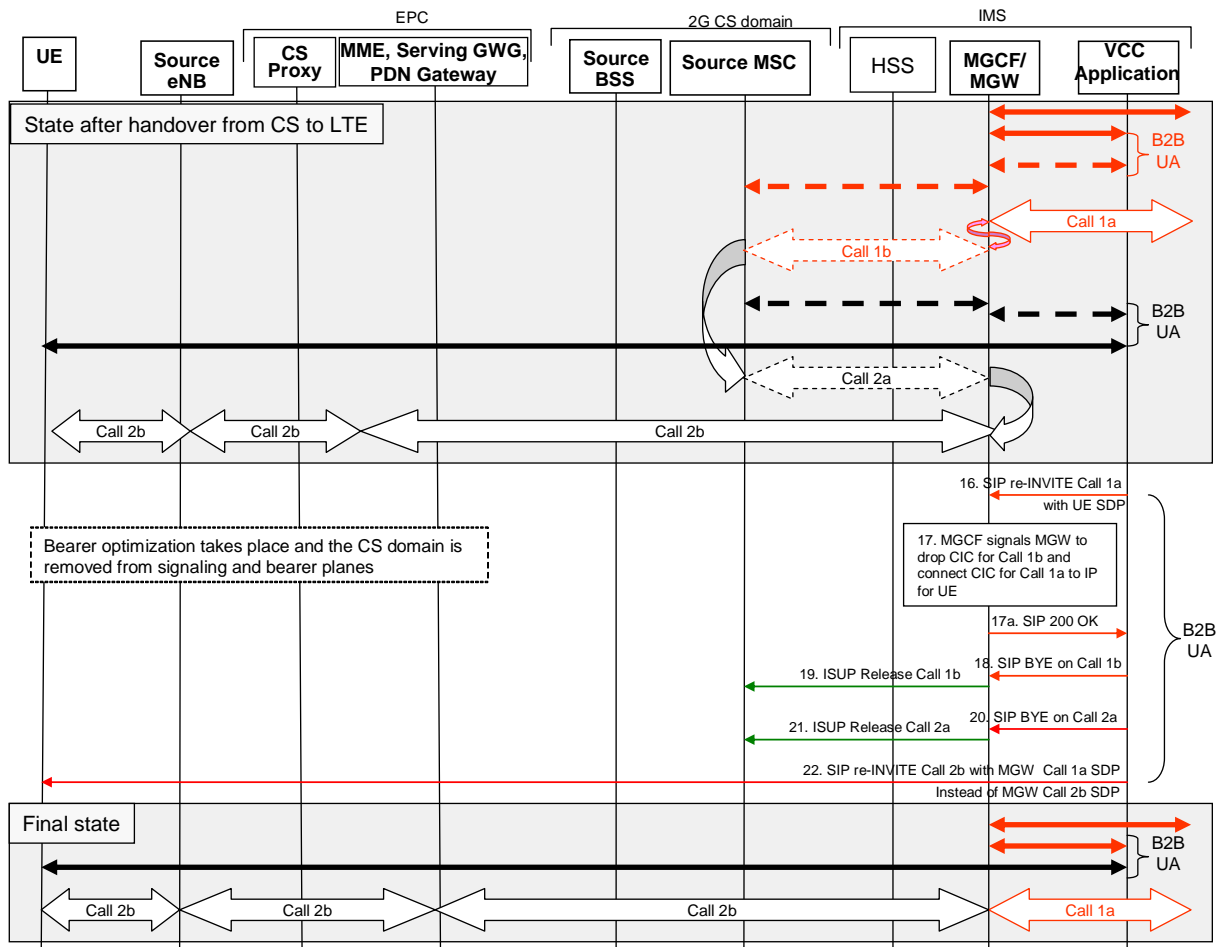 EPC
2G CS domain
IMS
UE
Source
eNB
CS
Proxy
MME, Serving GWG,
PDN Gateway
Source
BSS
Source MSC
HSS
MGCF/
MGW
VCC
Application
State after handover from CS to LTE
B2B
UA
Call 1a
Call 1b
B2B
UA
Call 2a
Call 2b
Call 2b
Call 2b
16. SIP re-INVITE Call 1a
with UE SDP
Bearer optimization takes place and the CS domain is
removed from signaling and bearer planes
17. MGCF signals MGW to
drop CIC for Call 1b and
connect CIC for Call 1a to IP
for UE
17a. SIP 200 OK
B2B
UA
18. SIP BYE on Call 1b
19. ISUP Release Call 1b
20. SIP BYE on Call 2a
21. ISUP Release Call 2a
22. SIP re-INVITE Call 2b with MGW Call 1a SDP
Instead of MGW Call 2b SDP
Final state
B2B
UA
Call 2b
Call 2b
Call 2b
Call 1a